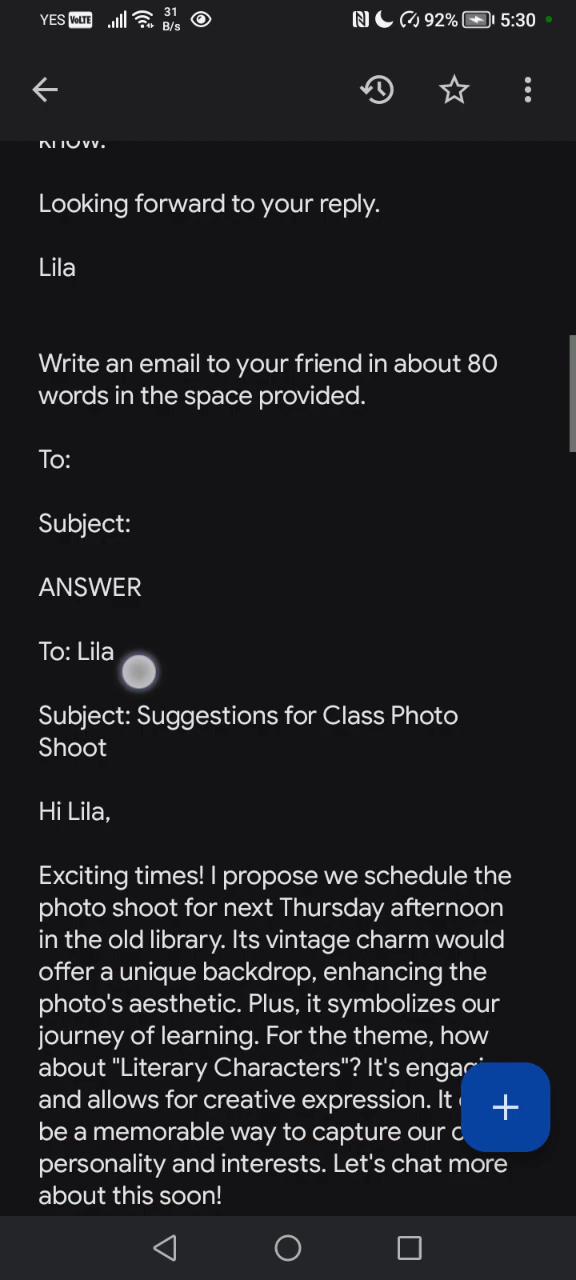 YES VoLTE 31 B/s N 92% 5:30
know.
Looking forward to your reply.
Lila
Write an email to your friend in about 80
words in the space provided.
To:
Subject:
ANSWER
To: Lila
Subject: Suggestions for Class Photo
Shoot
Hi Lila,
Exciting times! I propose we schedule the
photo shoot for next Thursday afternoon
in the old library. Its vintage charm would
offer a unique backdrop, enhancing the
photo's aesthetic. Plus, it symbolizes our
journey of learning. For the theme, how
about "Literary Characters"? It's
and allows for creative expression. It
be a memorable way to capture our
personality and interests. Let's chat more
about this soon!